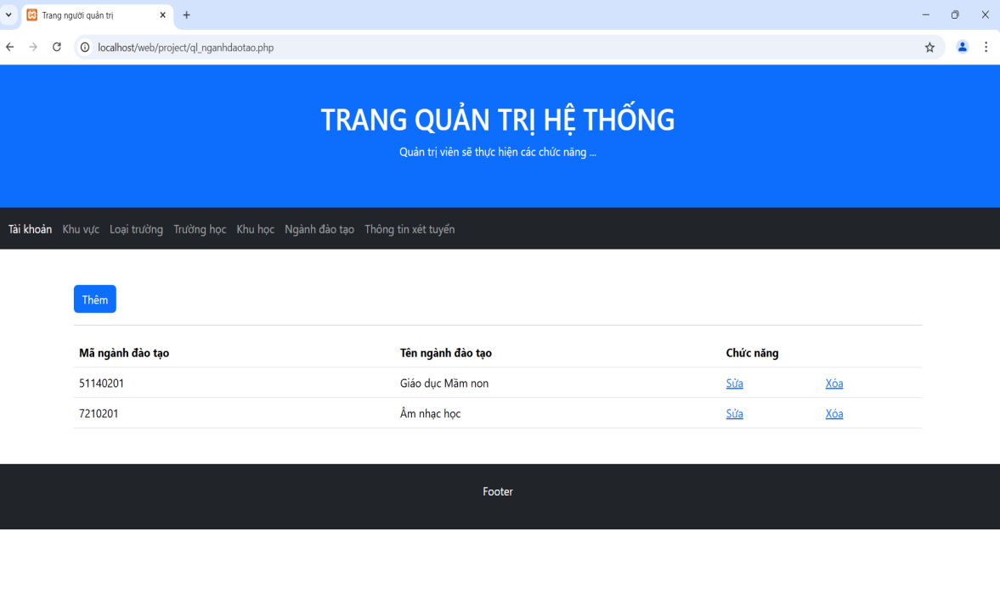 Trang người quản trị
localhost/web/project/ql_nganhdaotao.php
TRANG QUẢN TRỊ HỆ THỐNG
Quản trị viên sẽ thực hiện các chức năng ...
Tài khoản Khu vực Loại trường Trường học Khu học Ngành đào tạo Thông tin xét tuyển
Thêm
Mã ngành đào tạo Tên ngành đào tạo Chức năng
51140201 Giáo dục Mầm non Sửa Xóa
7210201 Âm nhạc học Sửa Xóa
Footer